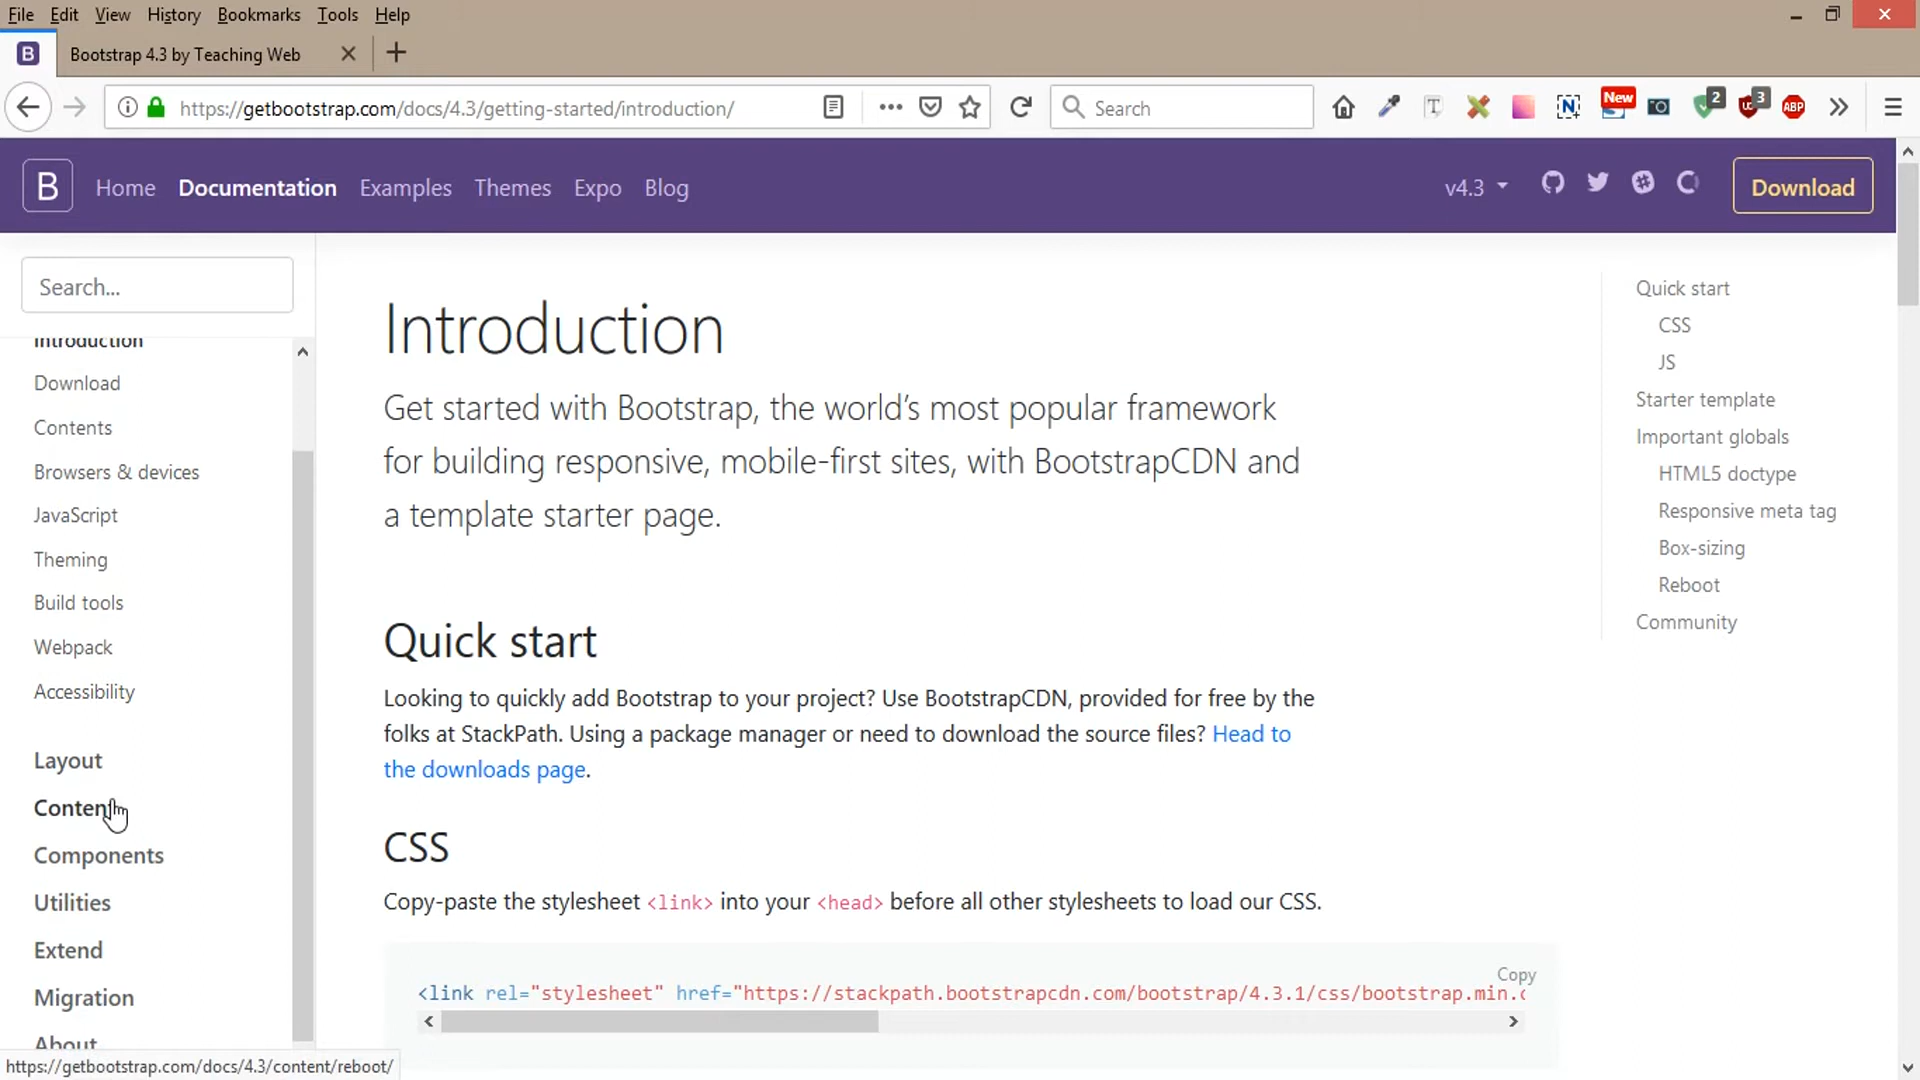 File Edit View History Bookmarks Tools Help
B Bootstrap 4.3 by Teaching Web
https://getbootstrap.com/docs/4.3/getting-started/introduction/ Search New 2 3 ABP
B Home Documentation Examples Themes Expo Blog v4.3 Download
Search...
Introduction
Download
Contents
Browsers & devices
JavaScript
Theming
Build tools
Webpack
Accessibility
Layout
Content
Components
Utilities
Extend
Migration
About
Introduction
Get started with Bootstrap, the world's most popular framework
for building responsive, mobile-first sites, with BootstrapCDN and
a template starter page.
Quick start
Looking to quickly add Bootstrap to your project? Use BootstrapCDN, provided for free by the
folks at StackPath. Using a package manager or need to download the source files? Head to
the downloads page.
CSS
Copy-paste the stylesheet <link> into your <head> before all other stylesheets to load our CSS.
Copy
<link rel="stylesheet" href="https://stackpath.bootstrapcdn.com/bootstrap/4.3.1/css/bootstrap.min.c
Quick start
CSS
JS
Starter template
Important globals
HTML5 doctype
Responsive meta tag
Box-sizing
Reboot
Community
https://getbootstrap.com/docs/4.3/content/reboot/